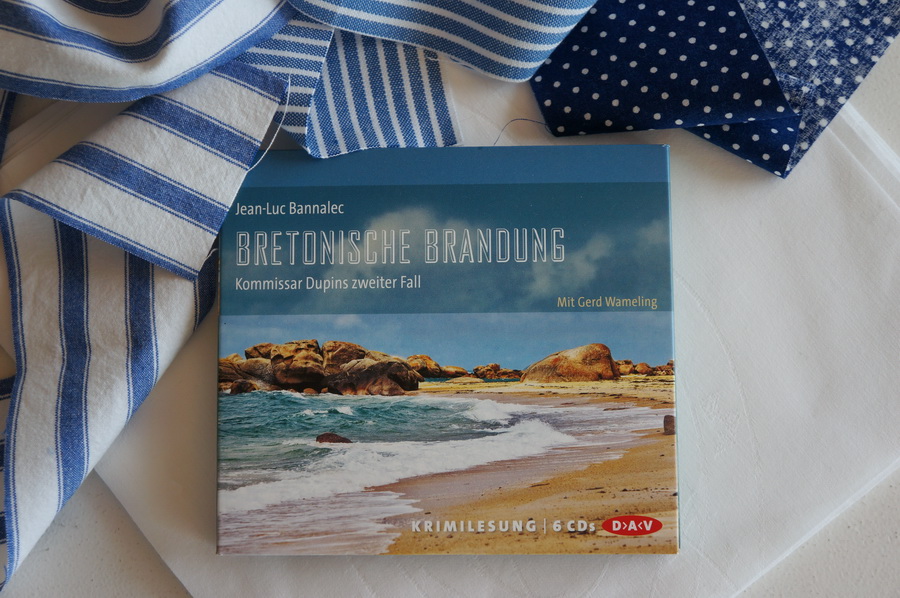 Jean-Luc Bannalec
BRETONISCHE BRANDUNG
Kommissar Dupins zweiter Fall
Mit Gerd Wameling
KRIMILESUNG | 6 CDs D>A<V